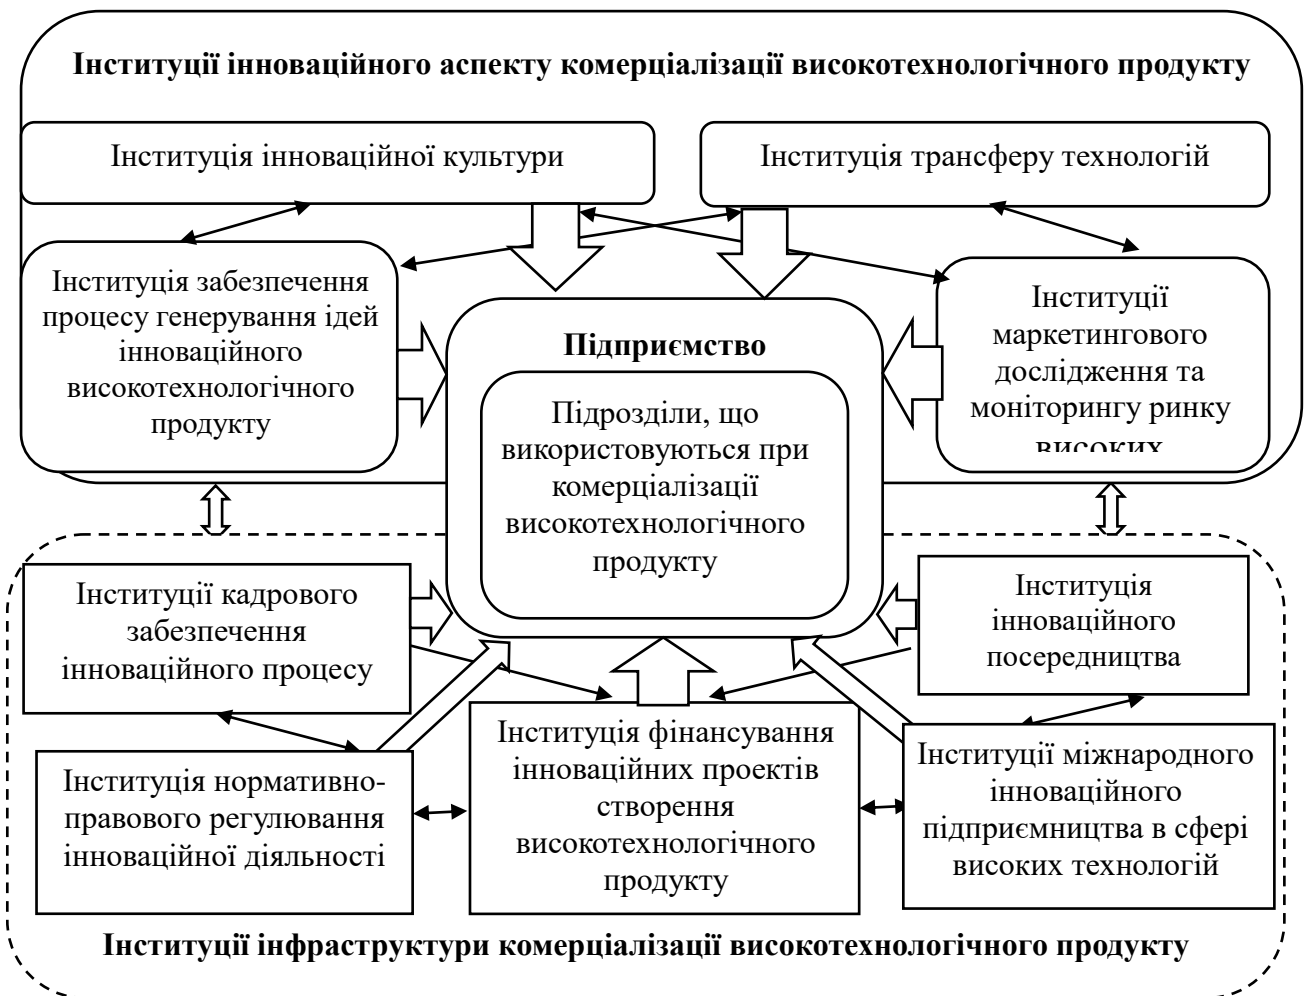 Інституції інноваційного аспекту комерціалізації високотехнологічного продукту
Інституція інноваційної культури
Інституція трансферу технологій
Інституція забезпечення
процесу генерування ідей
інноваційного
високотехнологічного
продукту
Підприємство
Підрозділи, що
використовуються при
комерціалізації
високотехнологічного
продукту
Інституції
маркетингового
дослідження та
моніторингу ринку
високих
Інституції кадрового
забезпечення
інноваційного процесу
Інституція
інноваційного
посередництва
Інституція нормативно-
правового регулювання
інноваційної діяльності
Інституція фінансування
інноваційних проектів
створення
високотехнологічного
продукту
Інституції міжнародного
інноваційного
підприємництва в сфері
високих технологій
Інституції інфраструктури комерціалізації високотехнологічного продукту